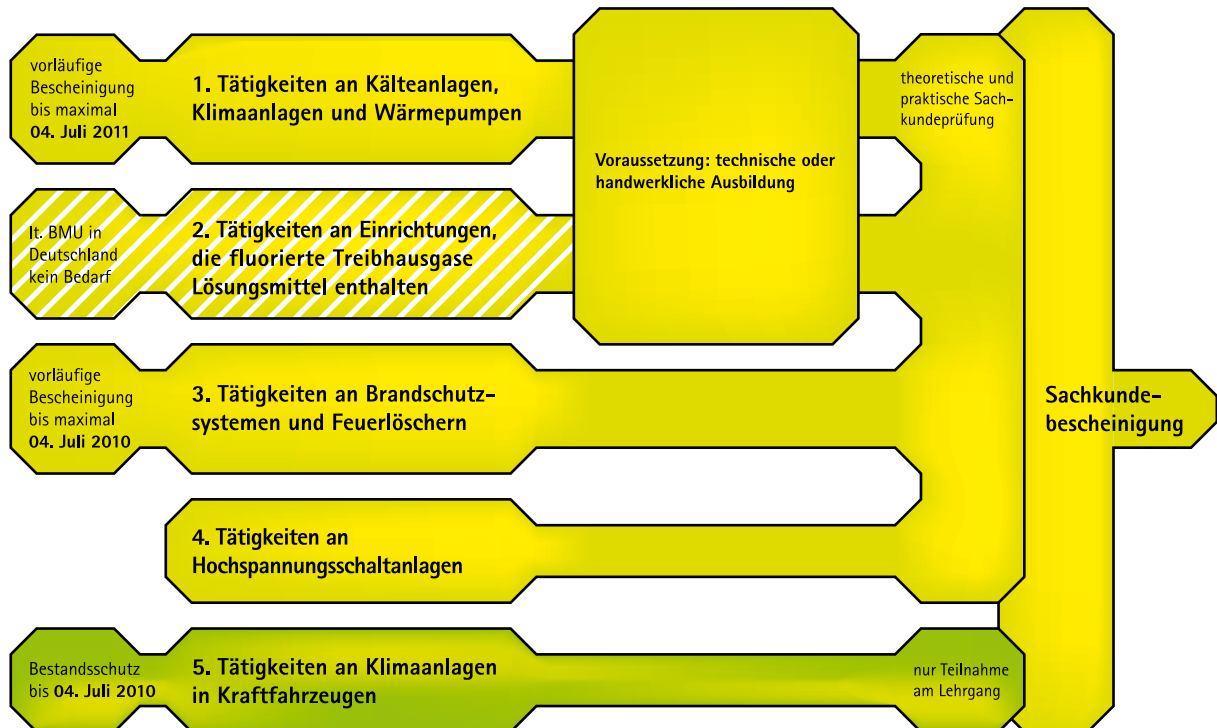 vorläufige
Bescheinigung
bis maximal
04. Juli 2011
1. Tätigkeiten an Kälteanlagen,
Klimaanlagen und Wärmepumpen
Voraussetzung: technische oder
handwerkliche Ausbildung
theoretische und
praktische Sach-
kundeprüfung
lt. BMU in
Deutschland
kein Bedarf
2. Tätigkeiten an Einrichtungen,
die fluorierte Treibhausgase
Lösungsmittel enthalten
vorläufige
Bescheinigung
bis maximal
04. Juli 2010
3. Tätigkeiten an Brandschutz-
systemen und Feuerlöschern
Sachkunde-
bescheinigung
4. Tätigkeiten an
Hochspannungsschaltanlagen
Bestandsschutz
bis 04. Juli 2010
5. Tätigkeiten an Klimaanlagen
in Kraftfahrzeugen
nur Teilnahme
am Lehrgang